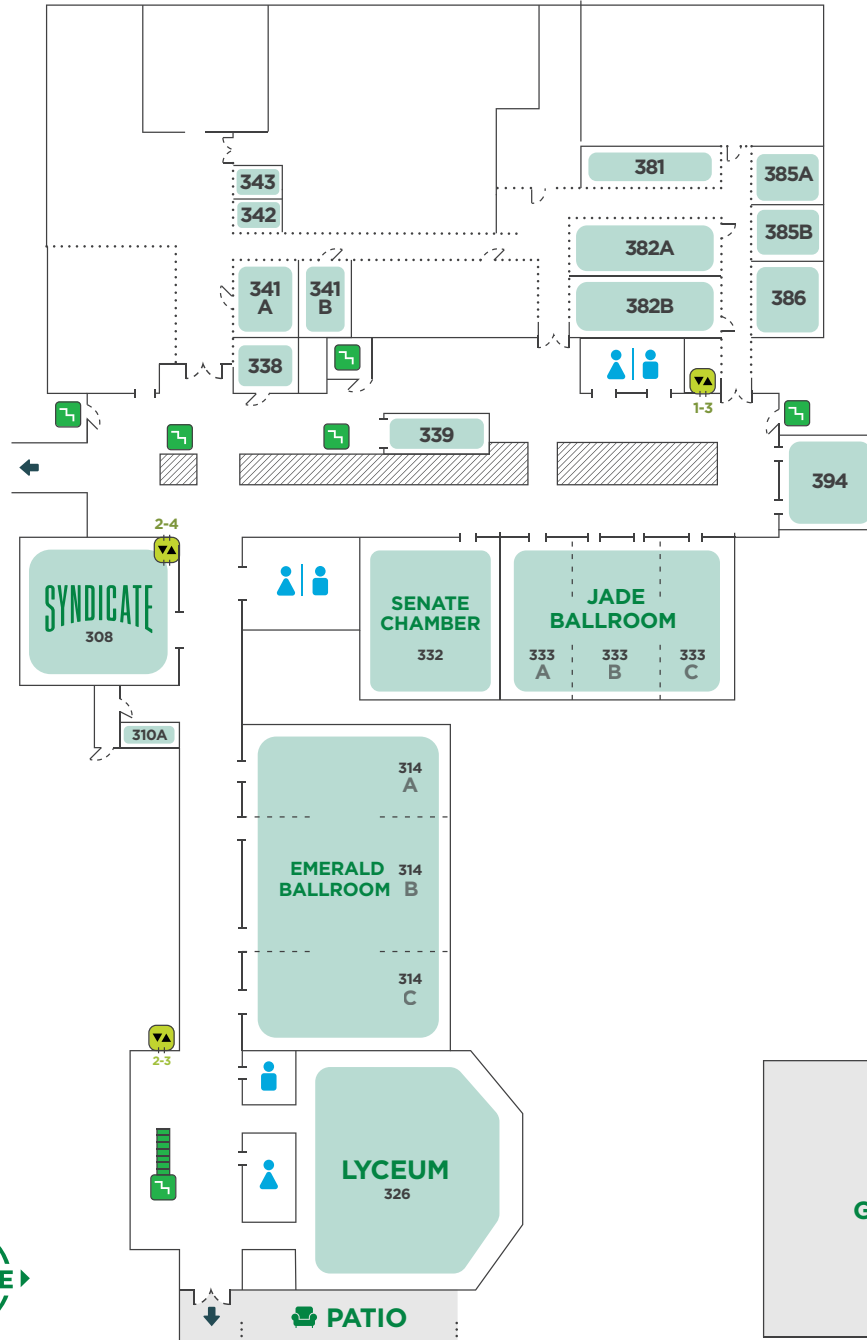 381
385A
343
342
385B
382A
341
A
341
B
386
382B
338
1-3
339
394
2-4
SYNDICATE
308
SENATE
CHAMBER
332
JADE
BALLROOM
333
A
333
B
333
C
310A
314
A
EMERALD
BALLROOM
314
B
314
C
2-3
LYCEUM
326
G
E
PATIO